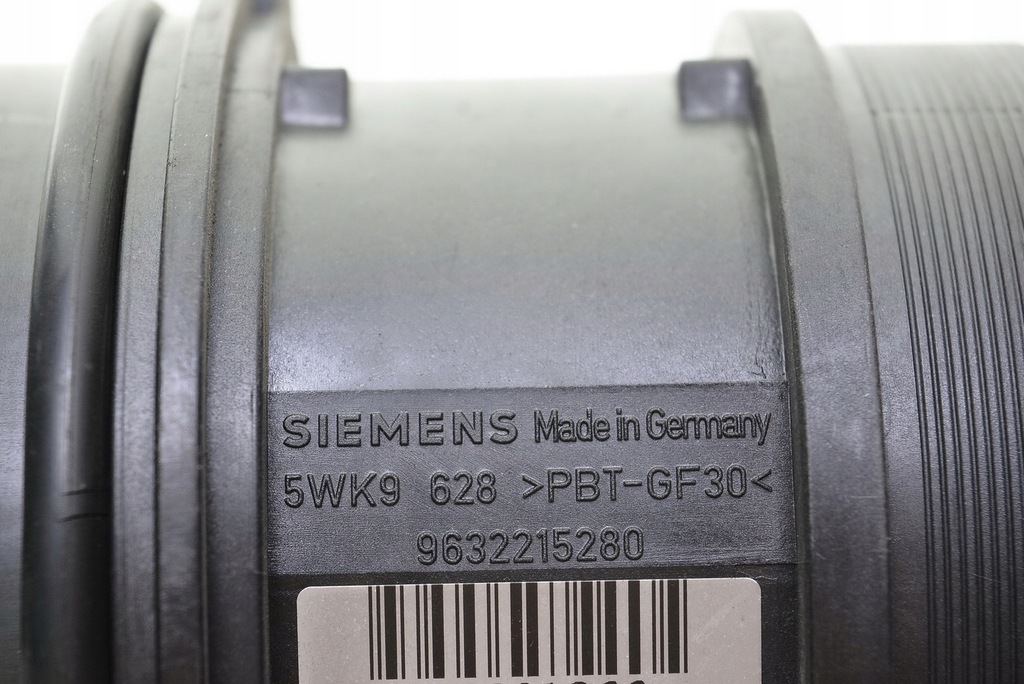 SIEMENS Made in Germany
5WK9 628 >PBT-GF30<
9632215280